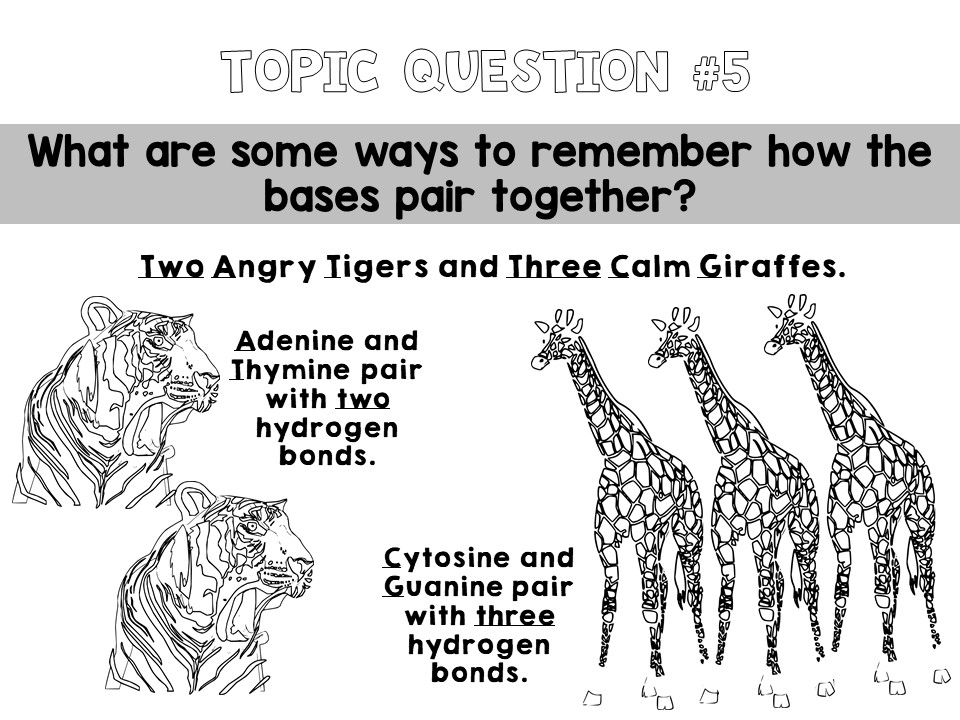 TOPIC QUESTION #5
What are some ways to remember how the
bases pair together?
Two Angry Tigers and Three Calm Giraffes.
Adenine and
Thymine pair
with two
hydrogen
bonds.
Cytosine and
Guanine pair
with three
hydrogen
bonds.